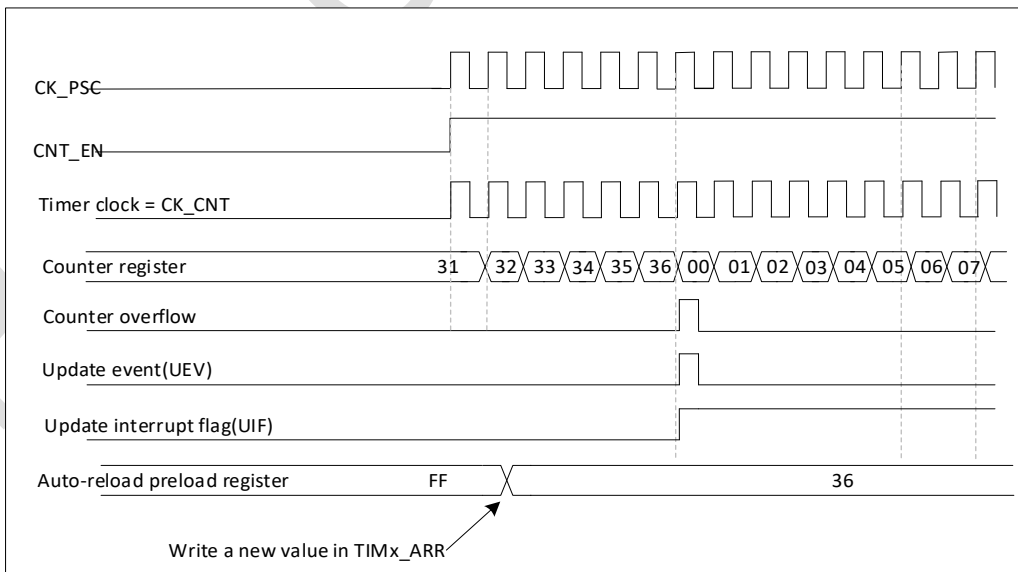 CK_PSC
CNT_EN
Timer clock = CK_CNT
Counter register 31 32 33 34 35 36 00 01 02 03 04 05 06 07
Counter overflow
Update event(UEV)
Update interrupt flag(UIF)
Auto-reload preload register FF 36
Write a new value in TIMx_ARR